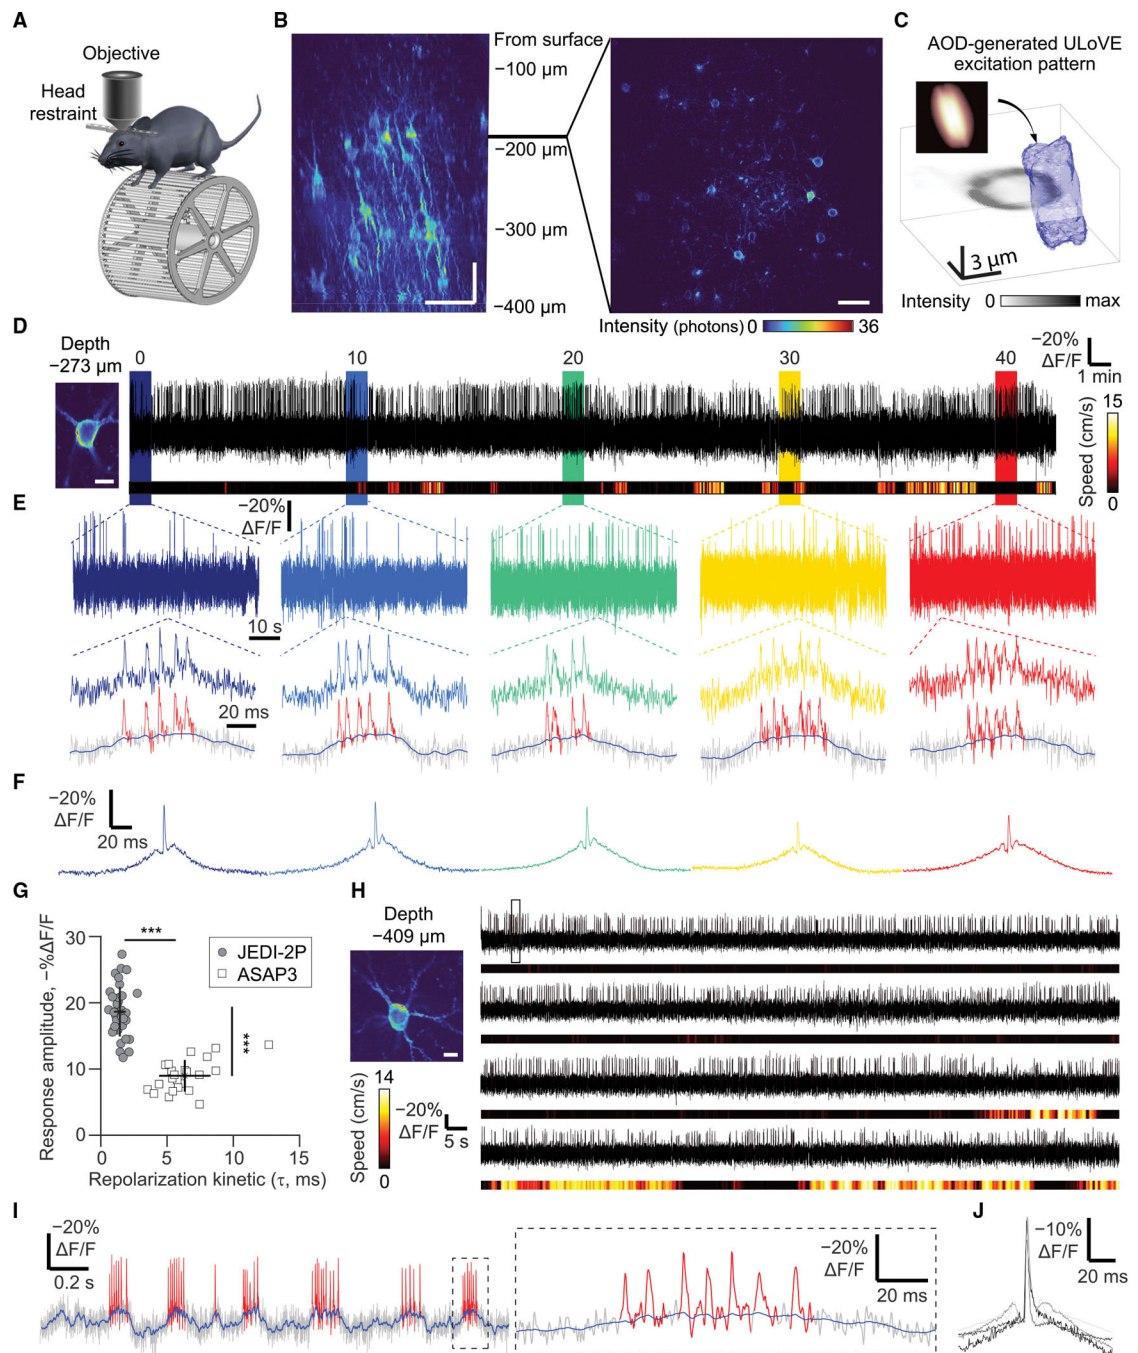 A
Objective
Head
restraint
B
From surface
−100 μm
−200 μm
−300 μm
−400 μm
Intensity (photons) 0 36
C
AOD-generated ULoVE
excitation pattern
3 μm
Intensity 0 max
D
Depth
−273 μm
0 10 20 30 40
−20%
ΔF/F
1 min
Speed (cm/s)
15
0
E
−20%
ΔF/F
10 s
20 ms
F
−20%
ΔF/F
20 ms
G
Response amplitude, −%ΔF/F
30
20
10
0
***
***
JEDI-2P
ASAP3
0 5 10 15
Repolarization kinetic (τ, ms)
H
Depth
−409 μm
Speed (cm/s)
14
0
−20%
ΔF/F
5 s
I
−20%
ΔF/F
0.2 s
−20%
ΔF/F
20 ms
J
−10%
ΔF/F
20 ms